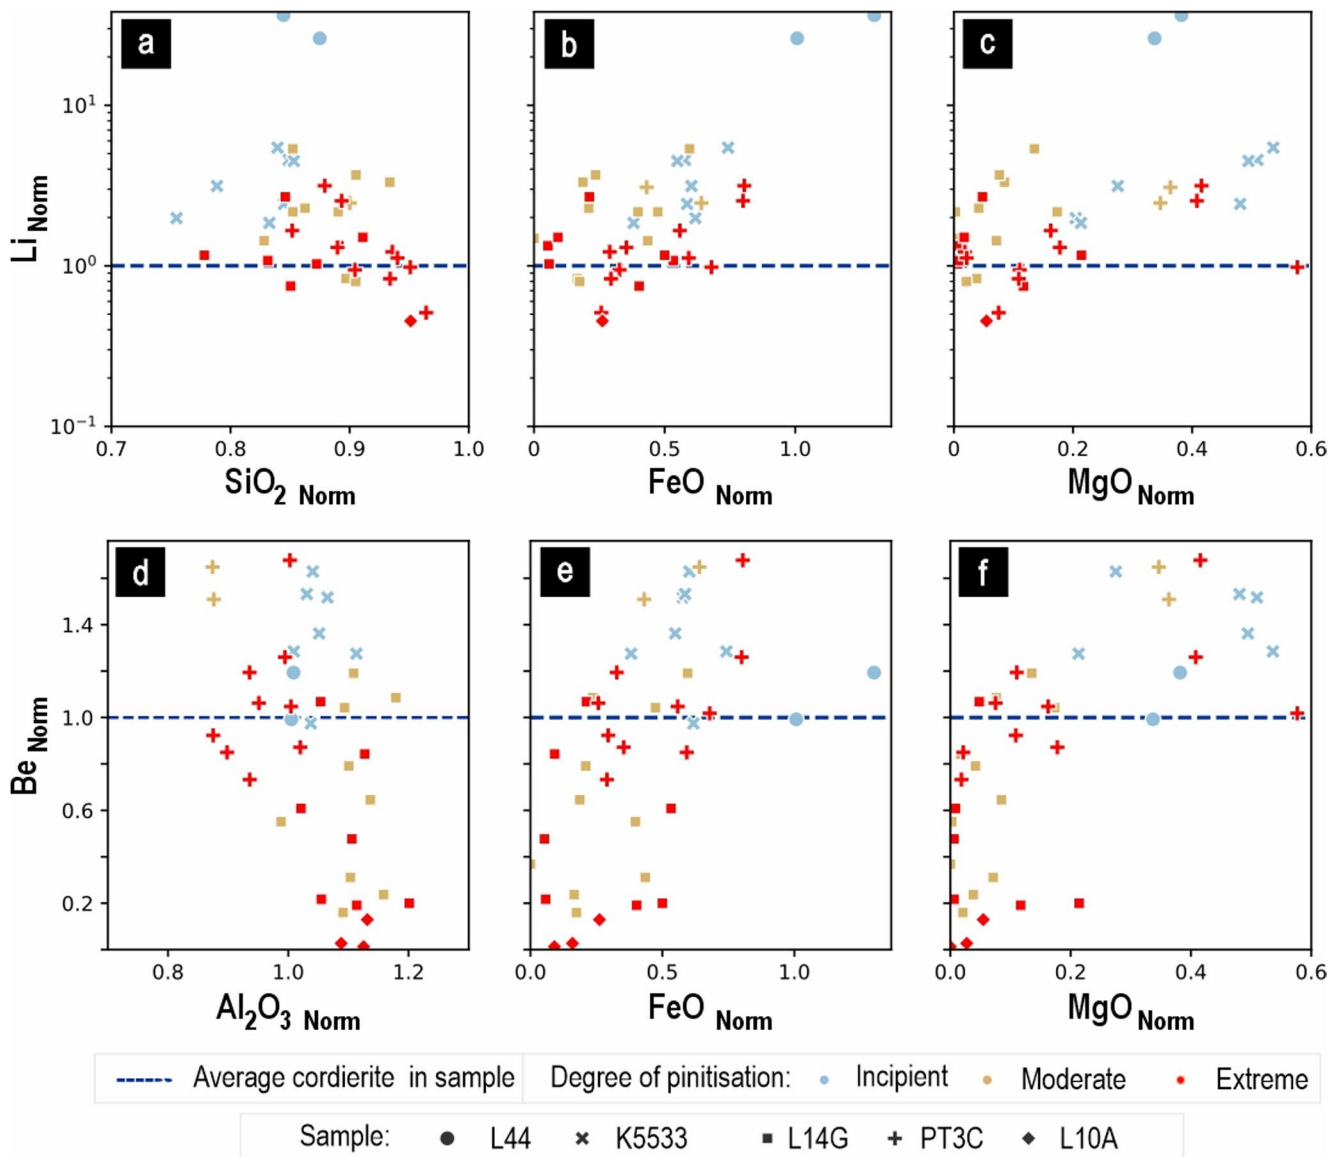 a
b
c
10¹
10⁰
10⁻¹
Li Norm
0.7 0.8 0.9 1.0
0 0.5 1.0
0 0.2 0.4 0.6
SiO₂ Norm
FeO Norm
MgO Norm
d
e
f
1.4
1.0
0.6
0.2
Be Norm
0.8 1.0 1.2
0.0 0.5 1.0
0.0 0.2 0.4 0.6
Al₂O₃ Norm
FeO Norm
MgO Norm
Average cordierite in sample Degree of pinitisation: Incipient Moderate Extreme
Sample: L44 K5533 L14G PT3C L10A